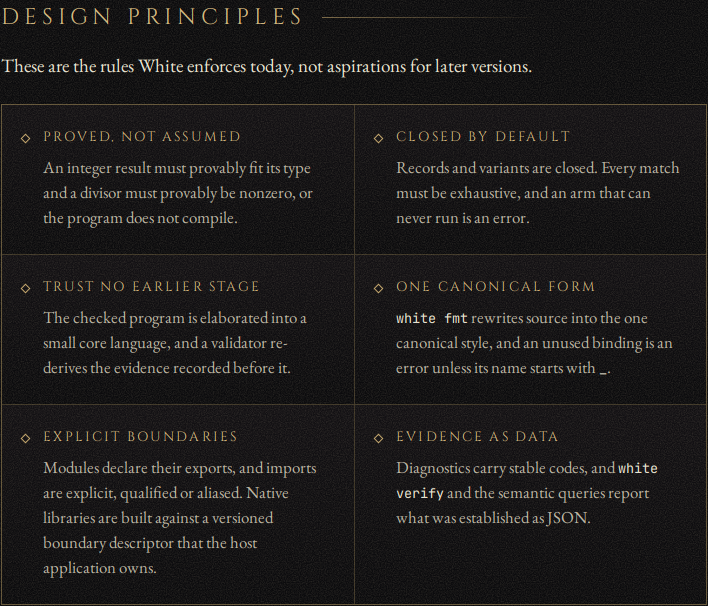 DESIGN PRINCIPLES
These are the rules White enforces today, not aspirations for later versions.
PROVED, NOT ASSUMED
An integer result must provably fit its type
and a divisor must provably be nonzero, or
the program does not compile.
CLOSED BY DEFAULT
Records and variants are closed. Every match
must be exhaustive, and an arm that can
never run is an error.
TRUST NO EARLIER STAGE
The checked program is elaborated into a
small core language, and a validator re-
derives the evidence recorded before it.
ONE CANONICAL FORM
white fmt rewrites source into the one
canonical style, and an unused binding is an
error unless its name starts with _.
EXPLICIT BOUNDARIES
Modules declare their exports, and imports
are explicit, qualified or aliased. Native
libraries are built against a versioned
boundary descriptor that the host
application owns.
EVIDENCE AS DATA
Diagnostics carry stable codes, and white
verify and the semantic queries report
what was established as JSON.